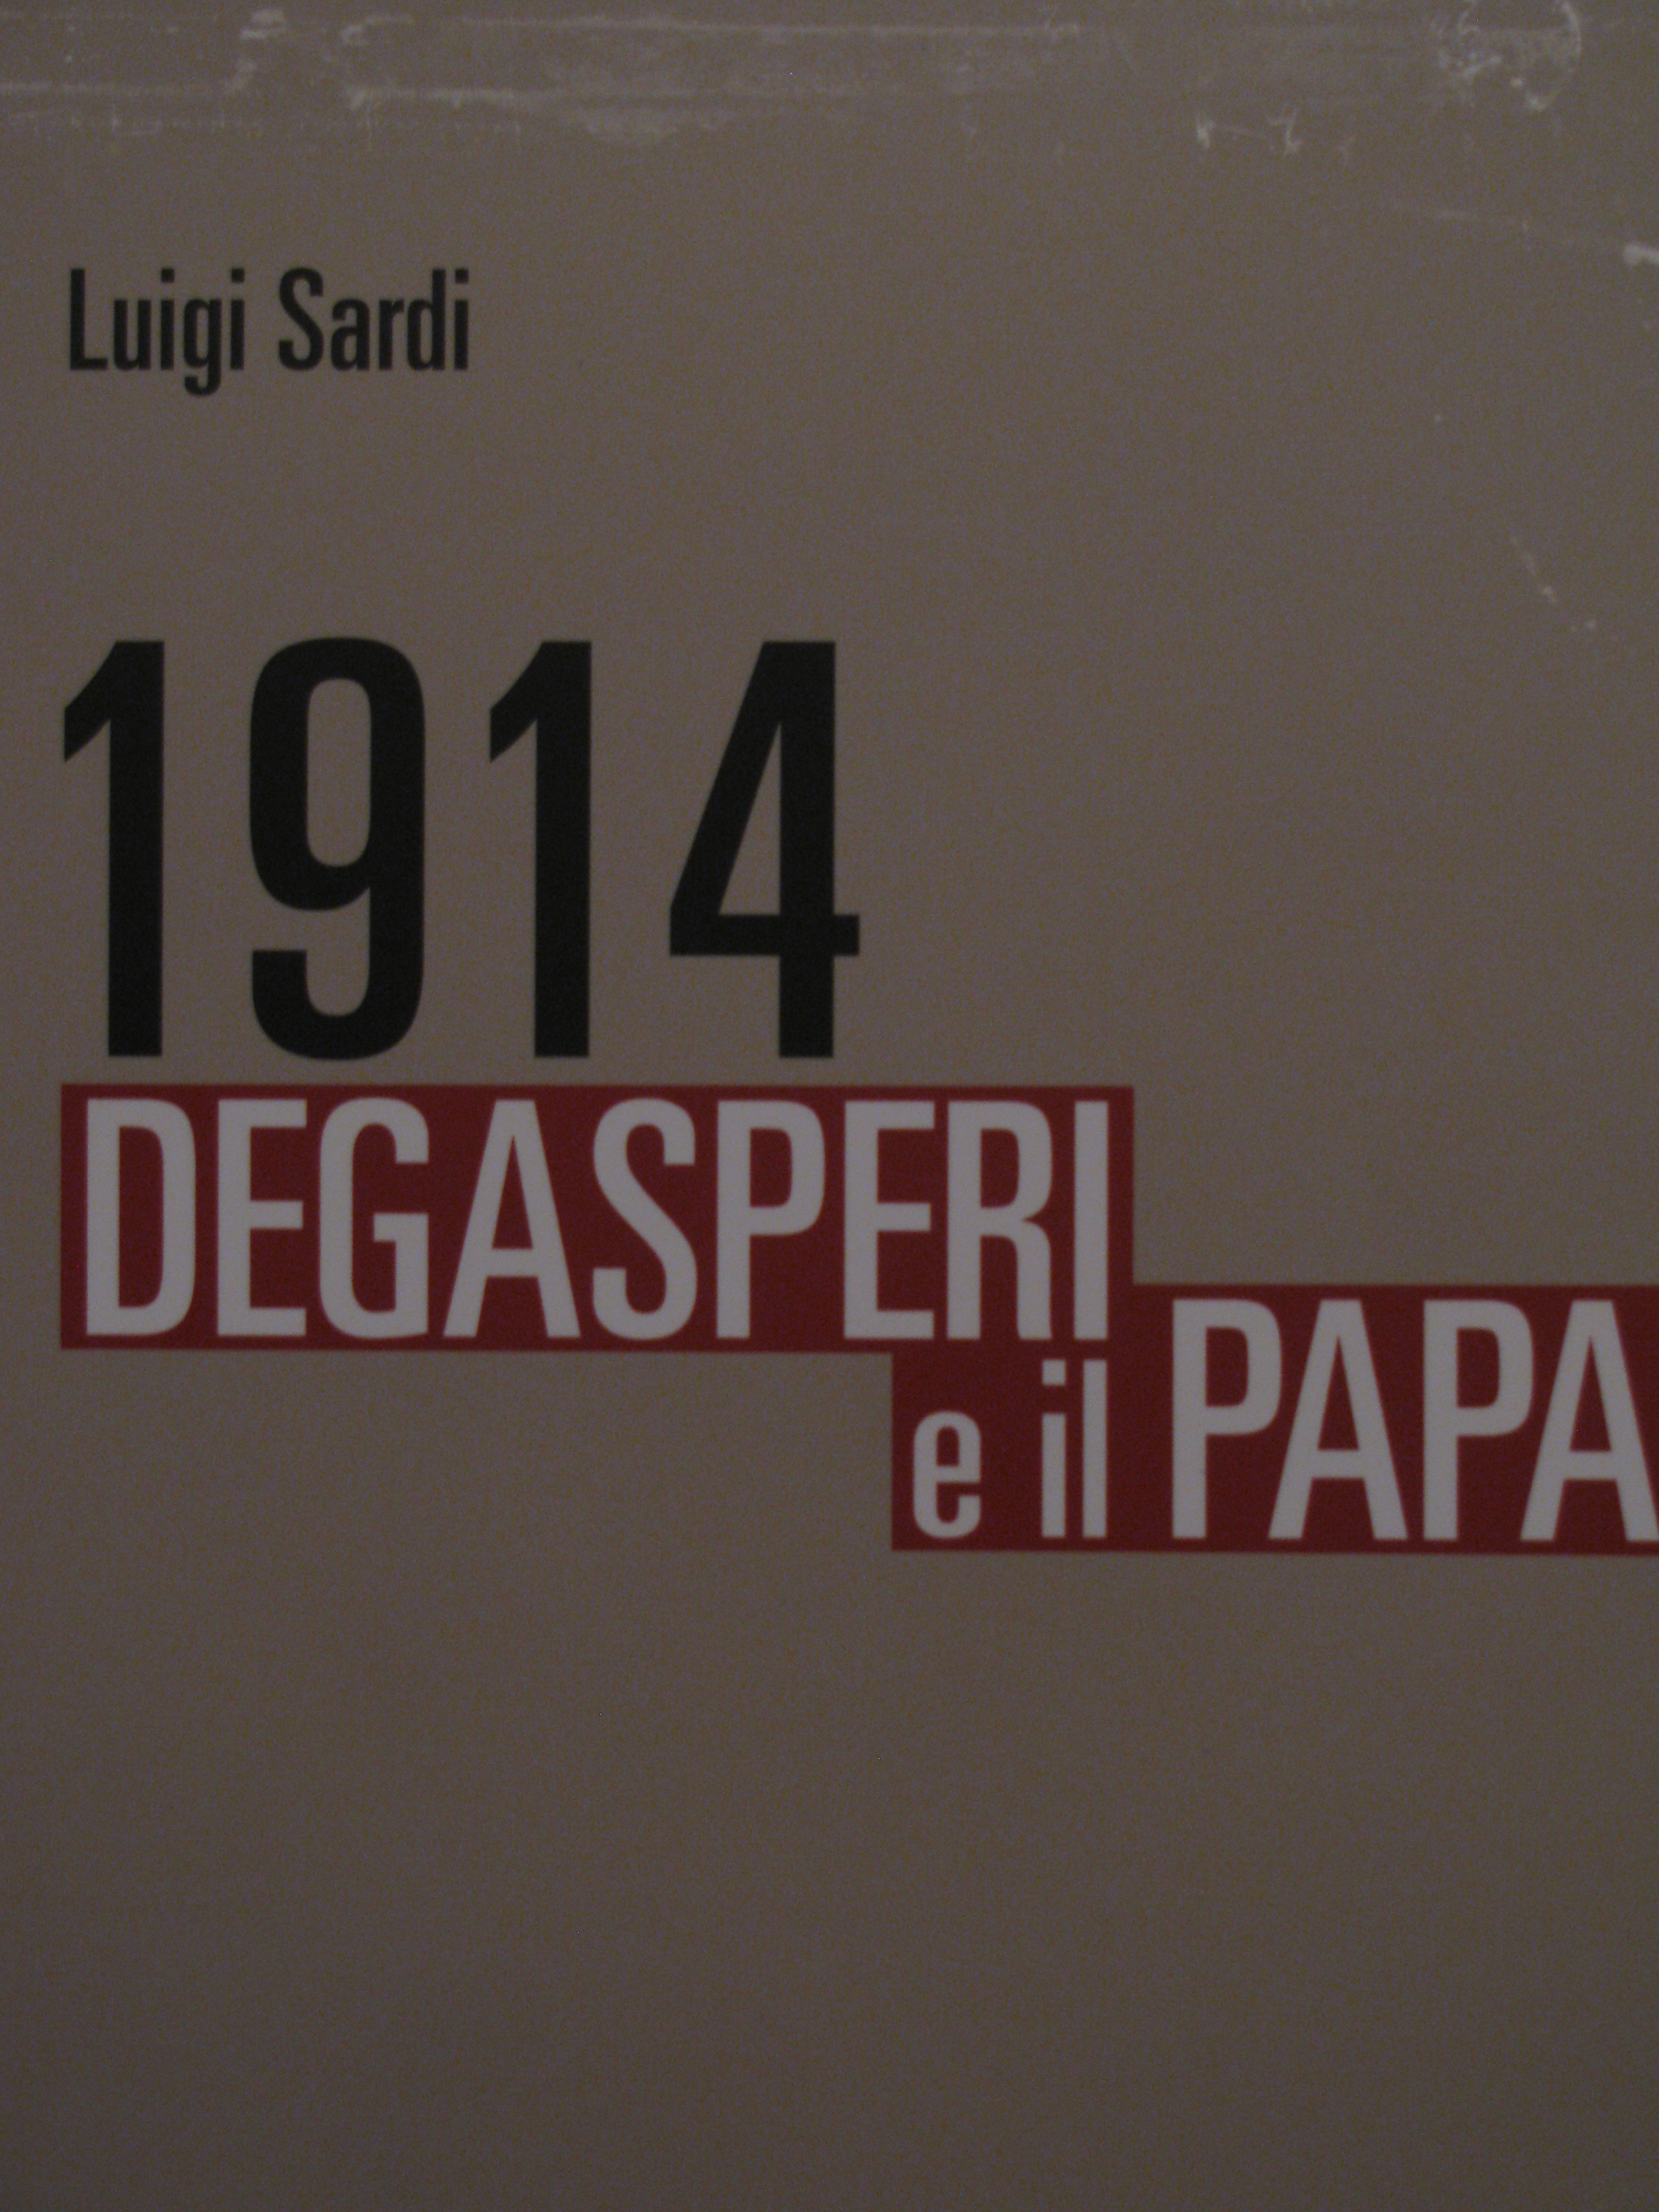 Luigi Sardi
1914
DEGASPERI
e il PAPA